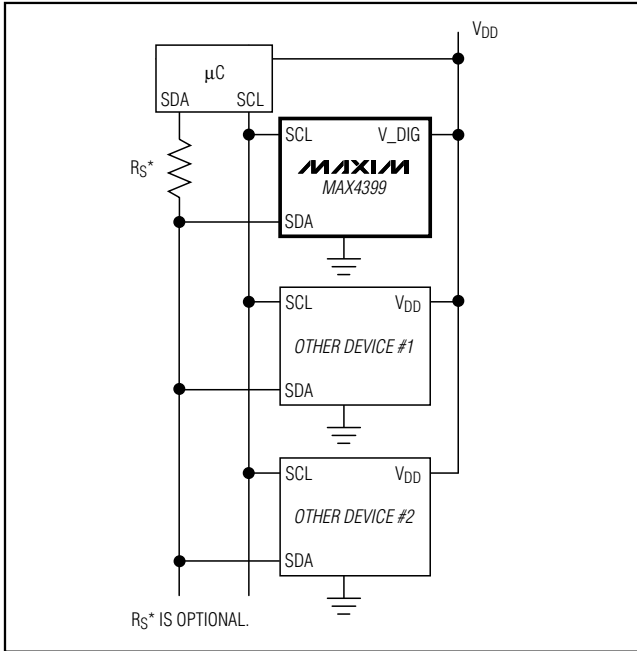 VDD
µC
SDA SCL
RS*
SCL V_DIG
MAXIM
MAX4399
SDA
SCL VDD
OTHER DEVICE #1
SDA
SCL VDD
OTHER DEVICE #2
SDA
RS* IS OPTIONAL.